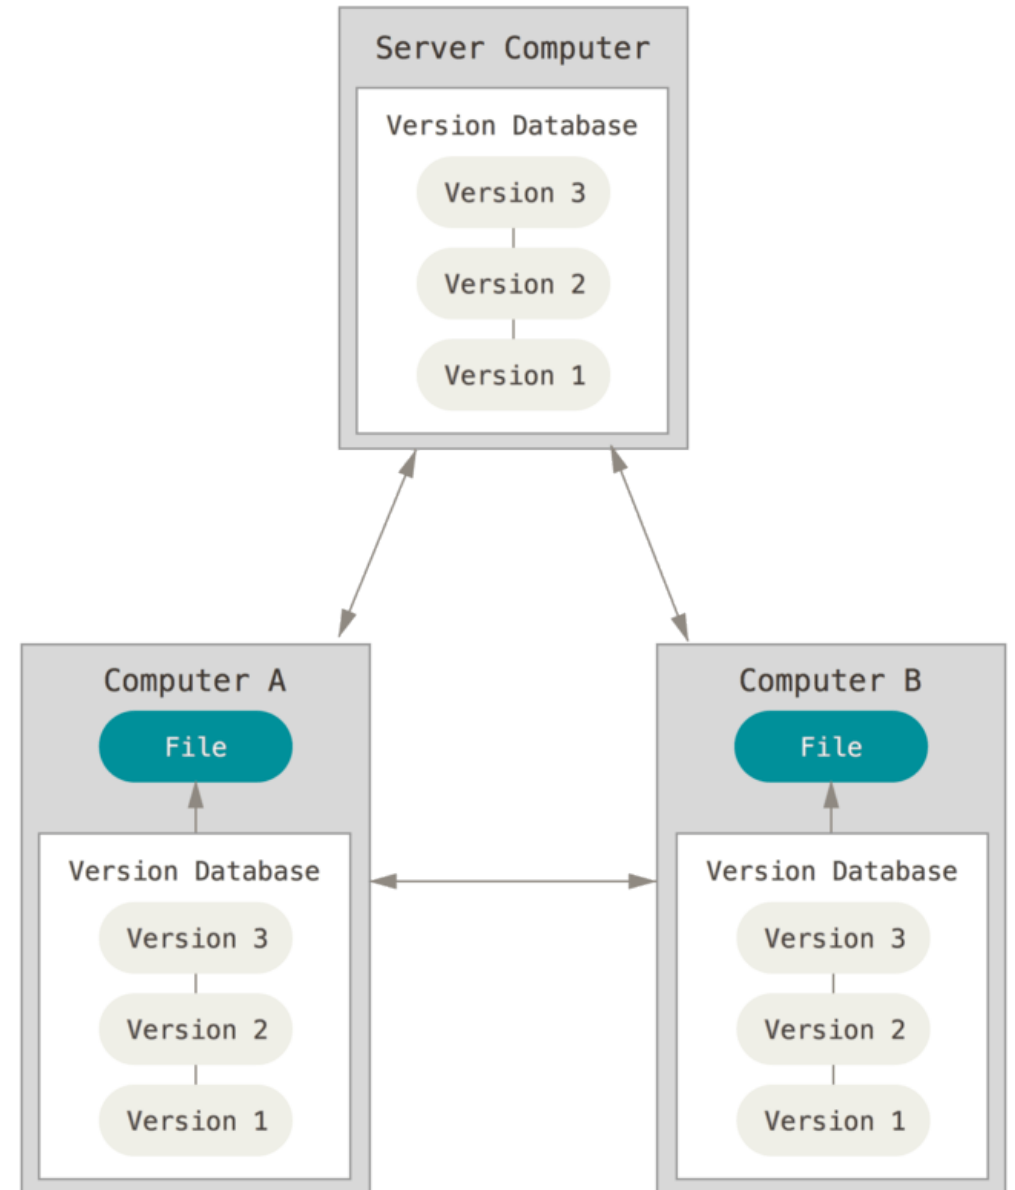 Server Computer
Version Database
Version 3
Version 2
Version 1
Computer A
File
Version Database
Version 3
Version 2
Version 1
Computer B
File
Version Database
Version 3
Version 2
Version 1